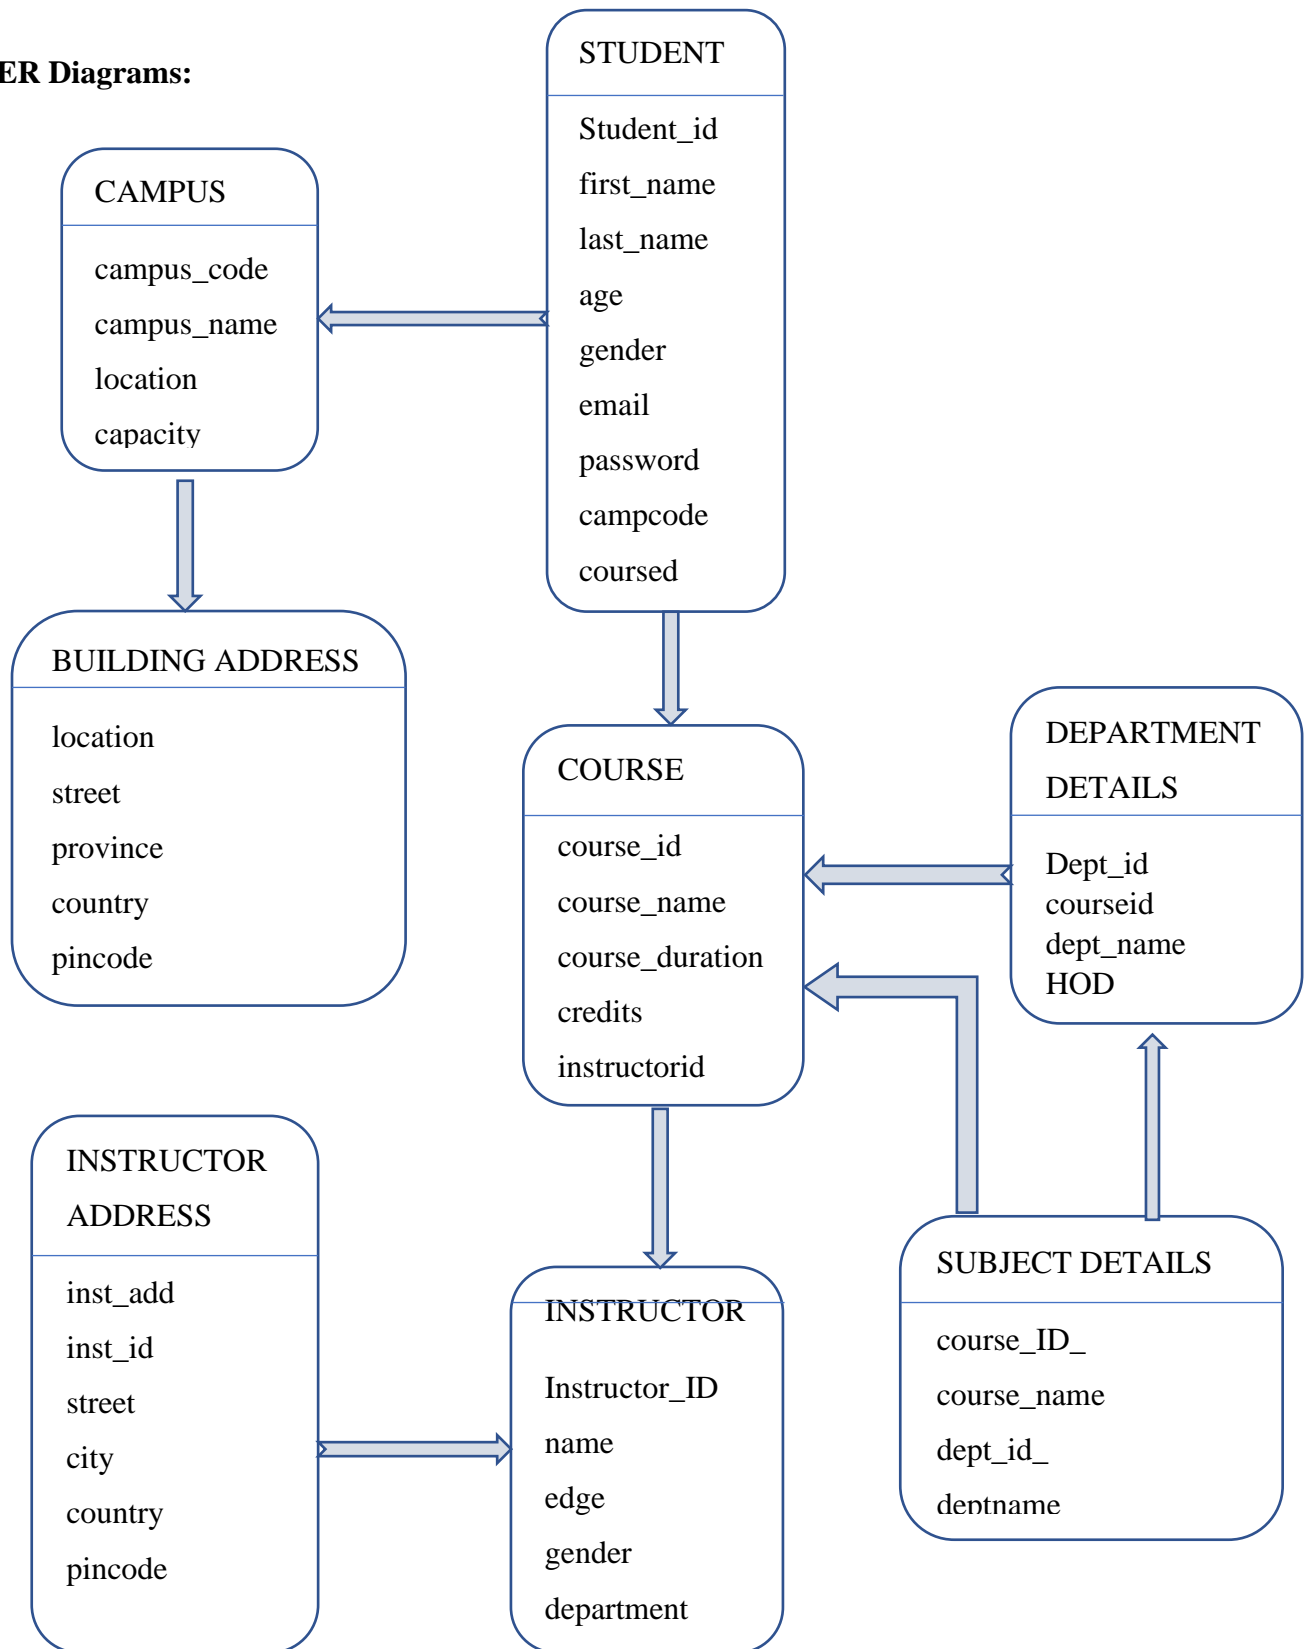 ER Diagrams:
STUDENT
Student_id
first_name
last_name
age
gender
email
password
campcode
coursed
CAMPUS
campus_code
campus_name
location
capacity
BUILDING ADDRESS
location
street
province
country
pincode
COURSE
course_id
course_name
course_duration
credits
instructorid
DEPARTMENT
DETAILS
Dept_id
courseid
dept_name
HOD
INSTRUCTOR
ADDRESS
inst_add
inst_id
street
city
country
pincode
INSTRUCTOR
Instructor_ID
name
edge
gender
department
SUBJECT DETAILS
course_ID_
course_name
dept_id_
deptname